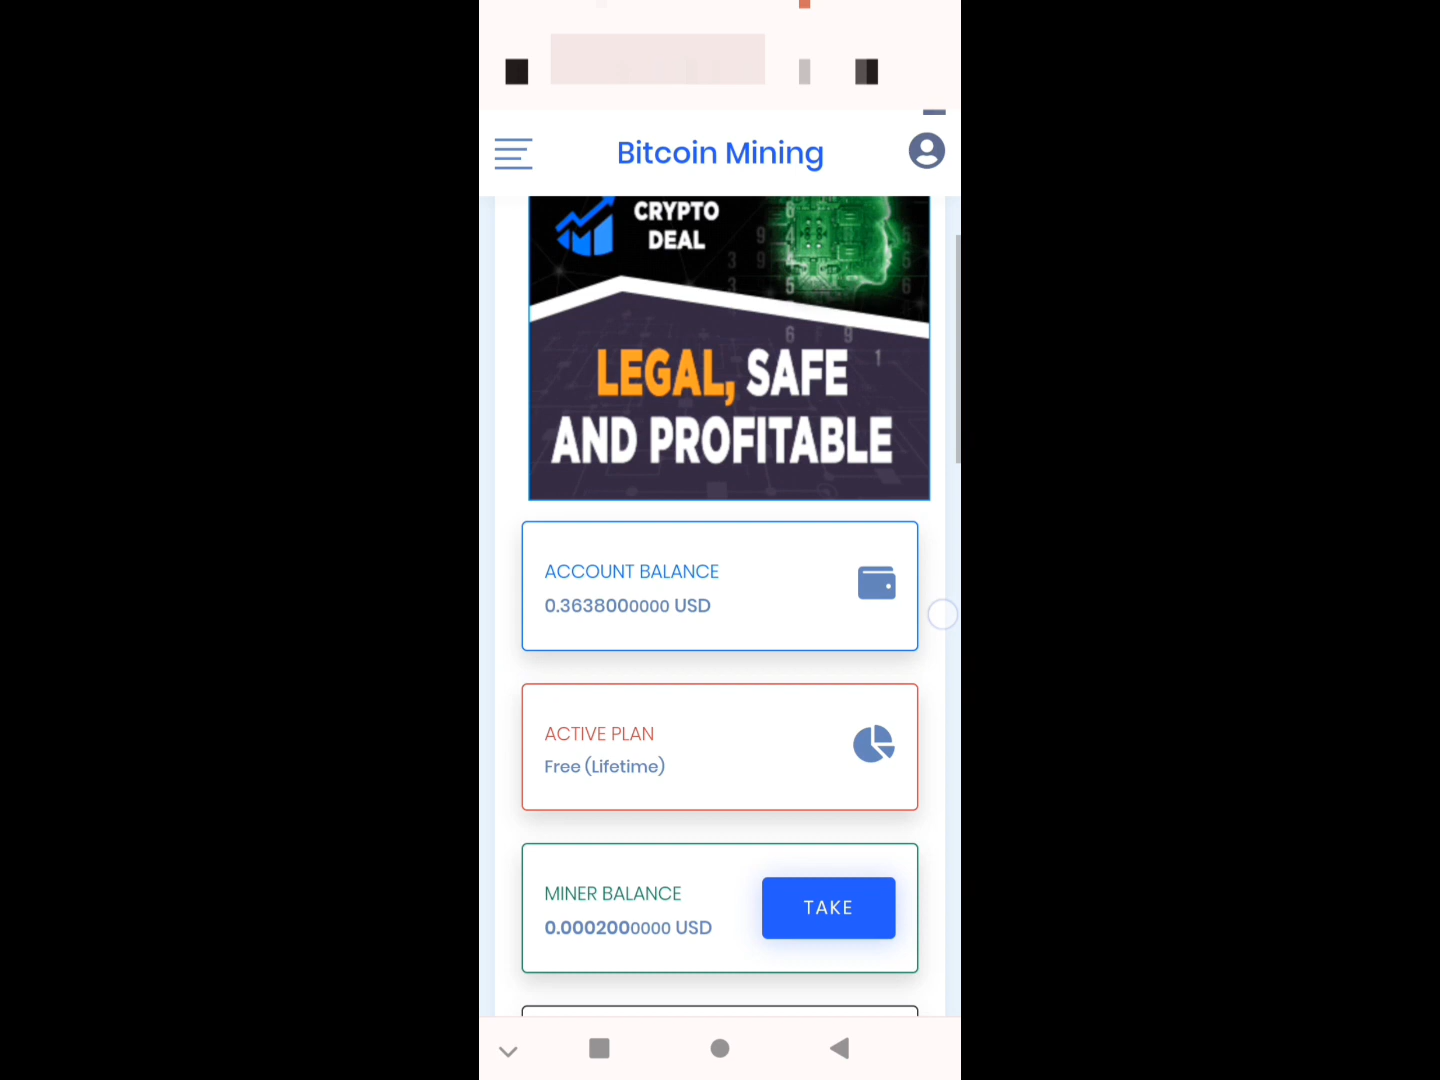 Bitcoin Mining
CRYPTO
DEAL
LEGAL, SAFE
AND PROFITABLE
ACCOUNT BALANCE
0.3638000000 USD
ACTIVE PLAN
Free (Lifetime)
MINER BALANCE
0.0002000000 USD
TAKE